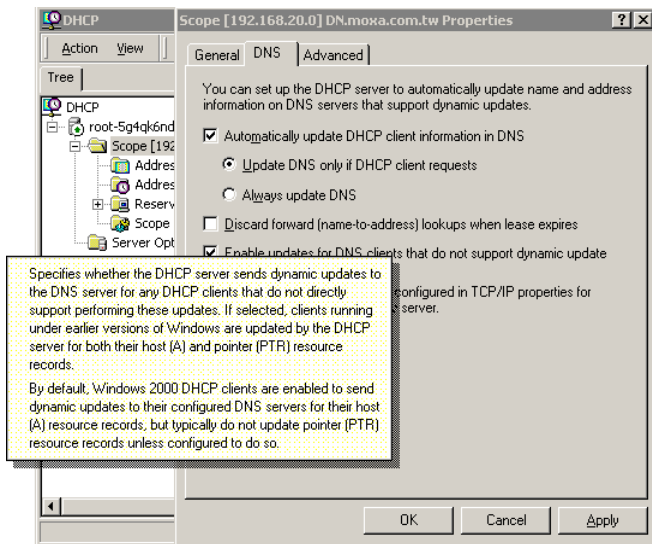 DHCP
Action View
Tree
DHCP
root-5g4qk6nd
Scope [192
Addres
Addres
Reserv
Scope
Server Opt
Scope [192.168.20.0] DN.moxa.com.tw Properties
General DNS Advanced
You can set up the DHCP server to automatically update name and address
information on DNS servers that support dynamic updates.
Automatically update DHCP client information in DNS
Update DNS only if DHCP client requests
Always update DNS
Discard forward (name-to-address) lookups when lease expires
Enable updates for DNS clients that do not support dynamic update
configured in TCP/IP properties for
server.
Specifies whether the DHCP server sends dynamic updates to
the DNS server for any DHCP clients that do not directly
support performing these updates. If selected, clients running
under earlier versions of Windows are updated by the DHCP
server for both their host (A) and pointer (PTR) resource
records.
By default, Windows 2000 DHCP clients are enabled to send
dynamic updates to their configured DNS servers for their host
(A) resource records, but typically do not update pointer (PTR)
resource records unless configured to do so.
OK Cancel Apply